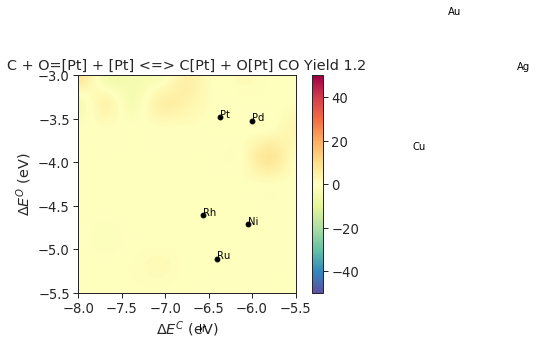 Au
C + O=[Pt] + [Pt] <=> C[Pt] + O[Pt] CO Yield 1.2
Ag
−3.0
40
Pt
Pd
−3.5
20
Cu
−4.0
0
ΔE^O (eV)
−4.5
Rh
Ni
−20
−5.0
Ru
−40
−5.5
−8.0 −7.5 −7.0 −6.5 −6.0 −5.5
ΔE^C (eV)
Ir